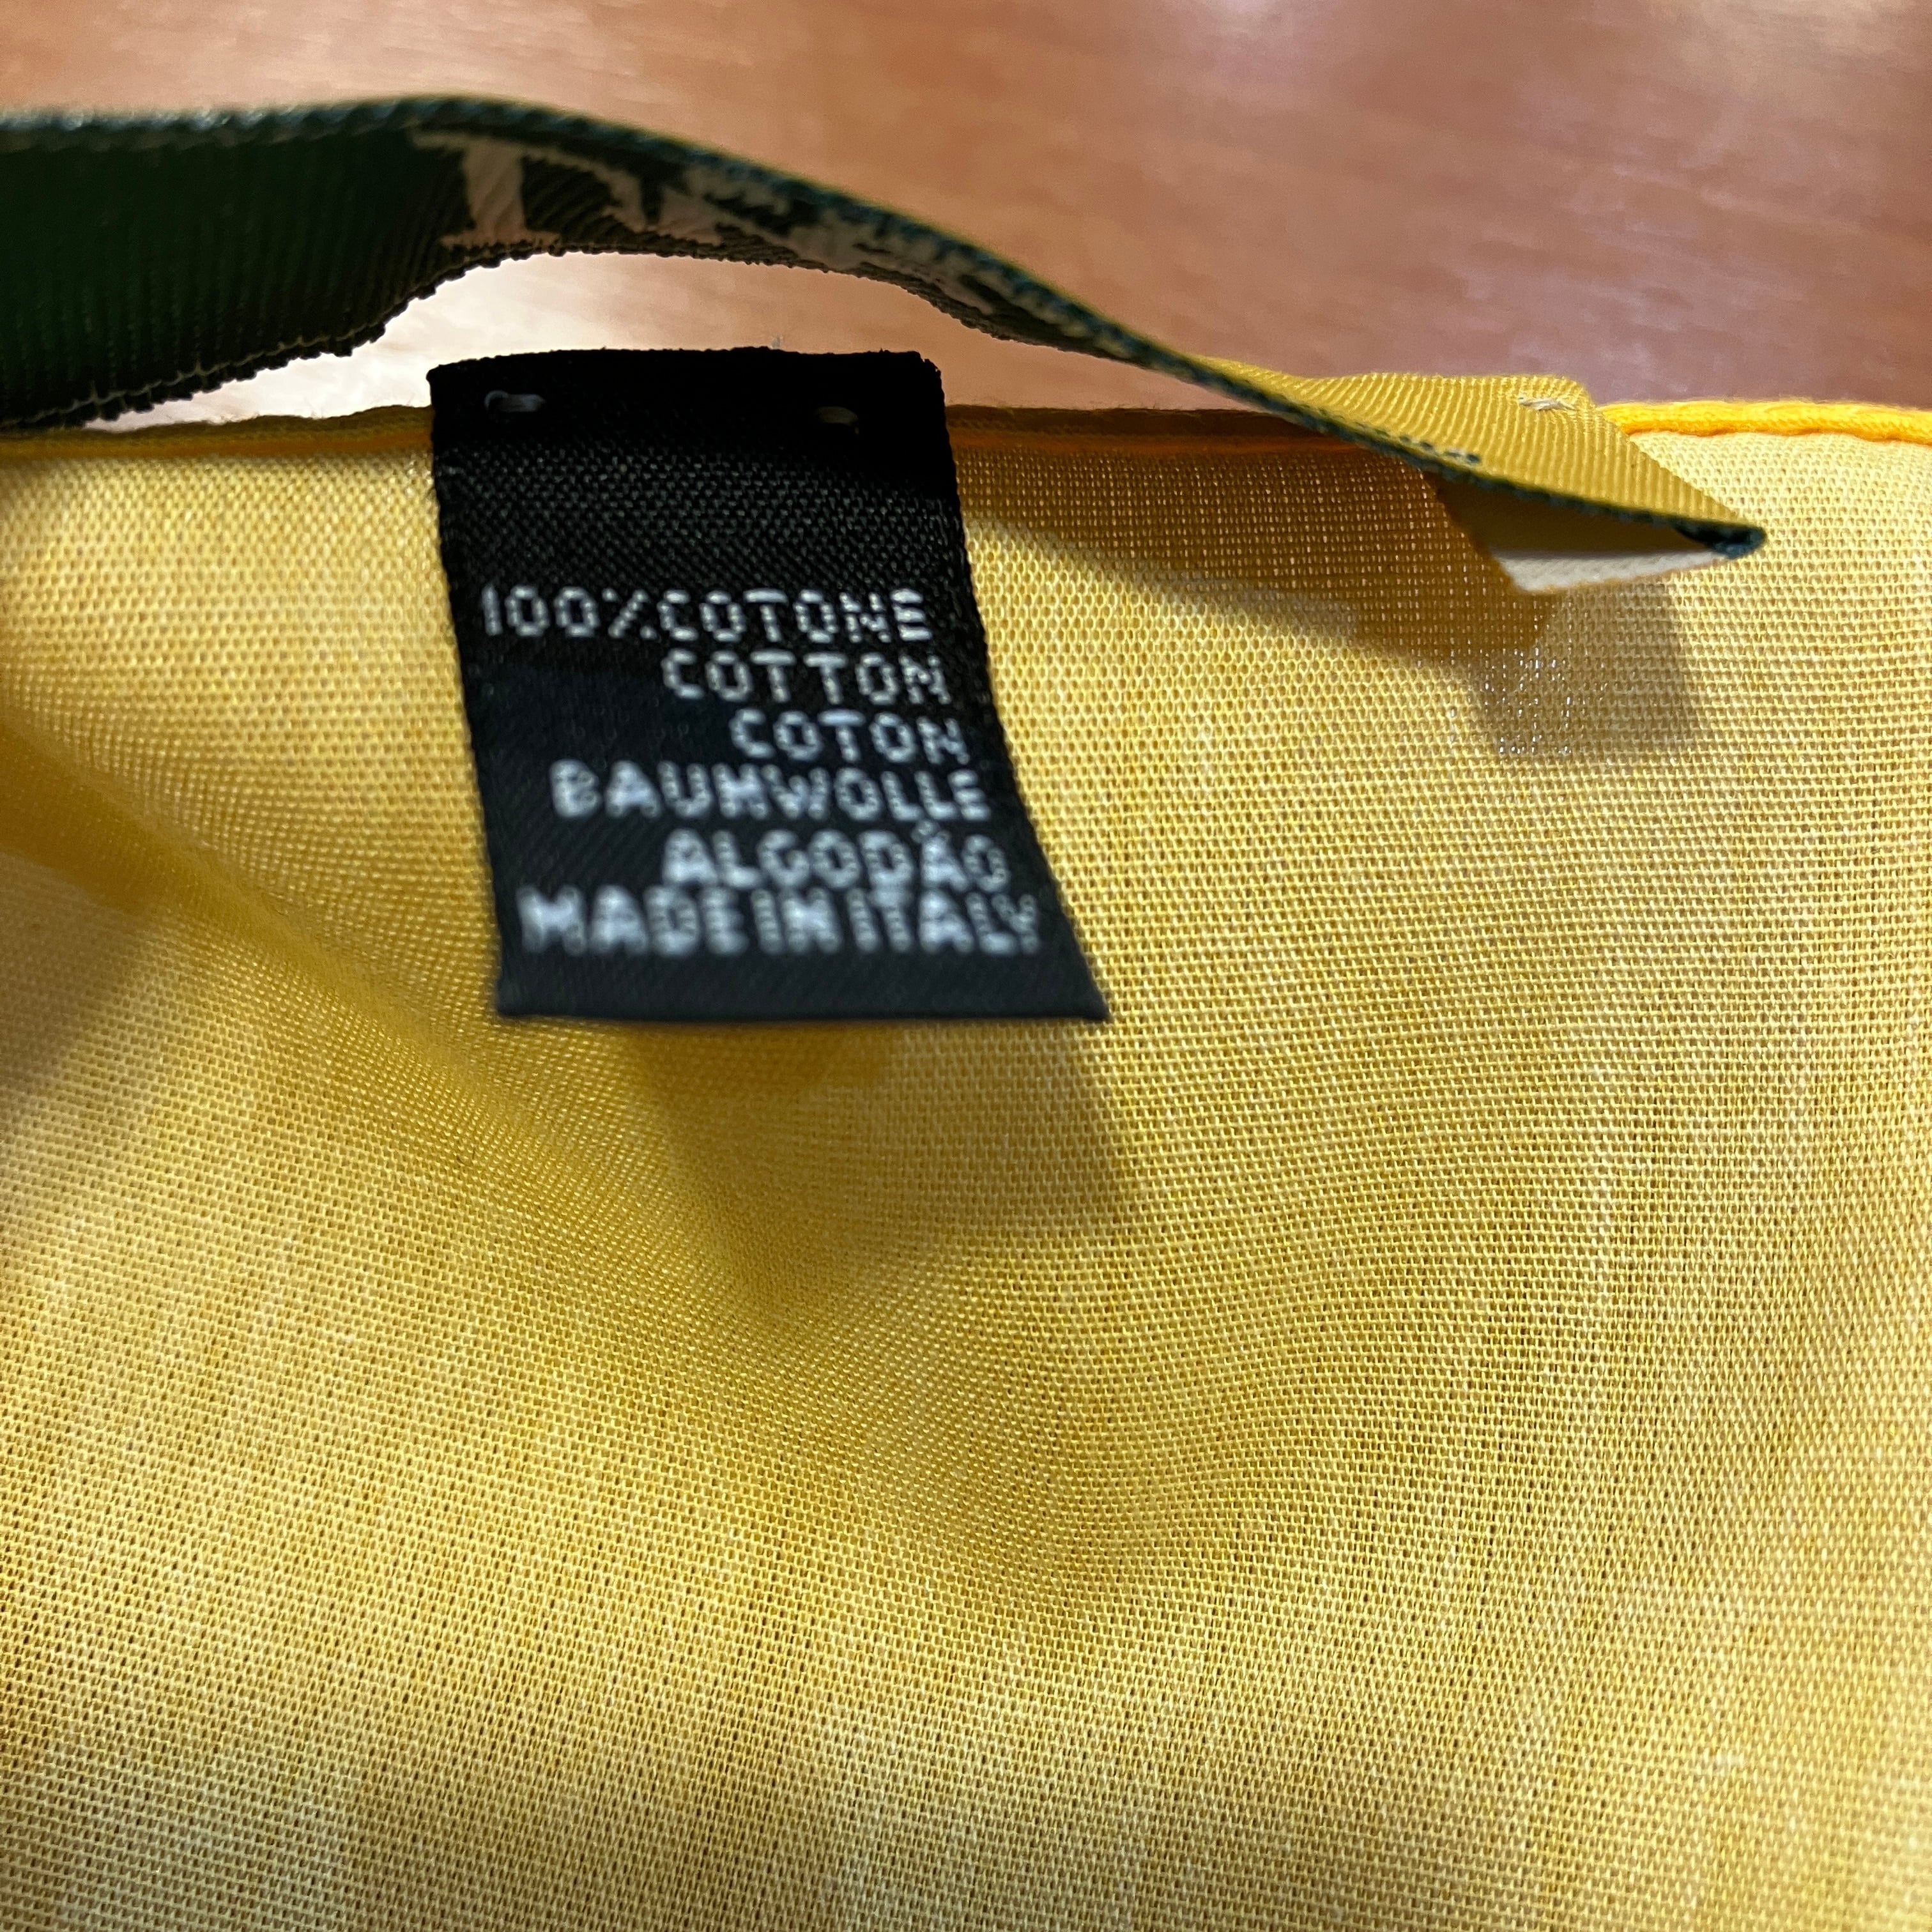 100%COTONE
COTTON
COTON
BAUMWOLLE
ALGODÃO
MADE IN ITALY